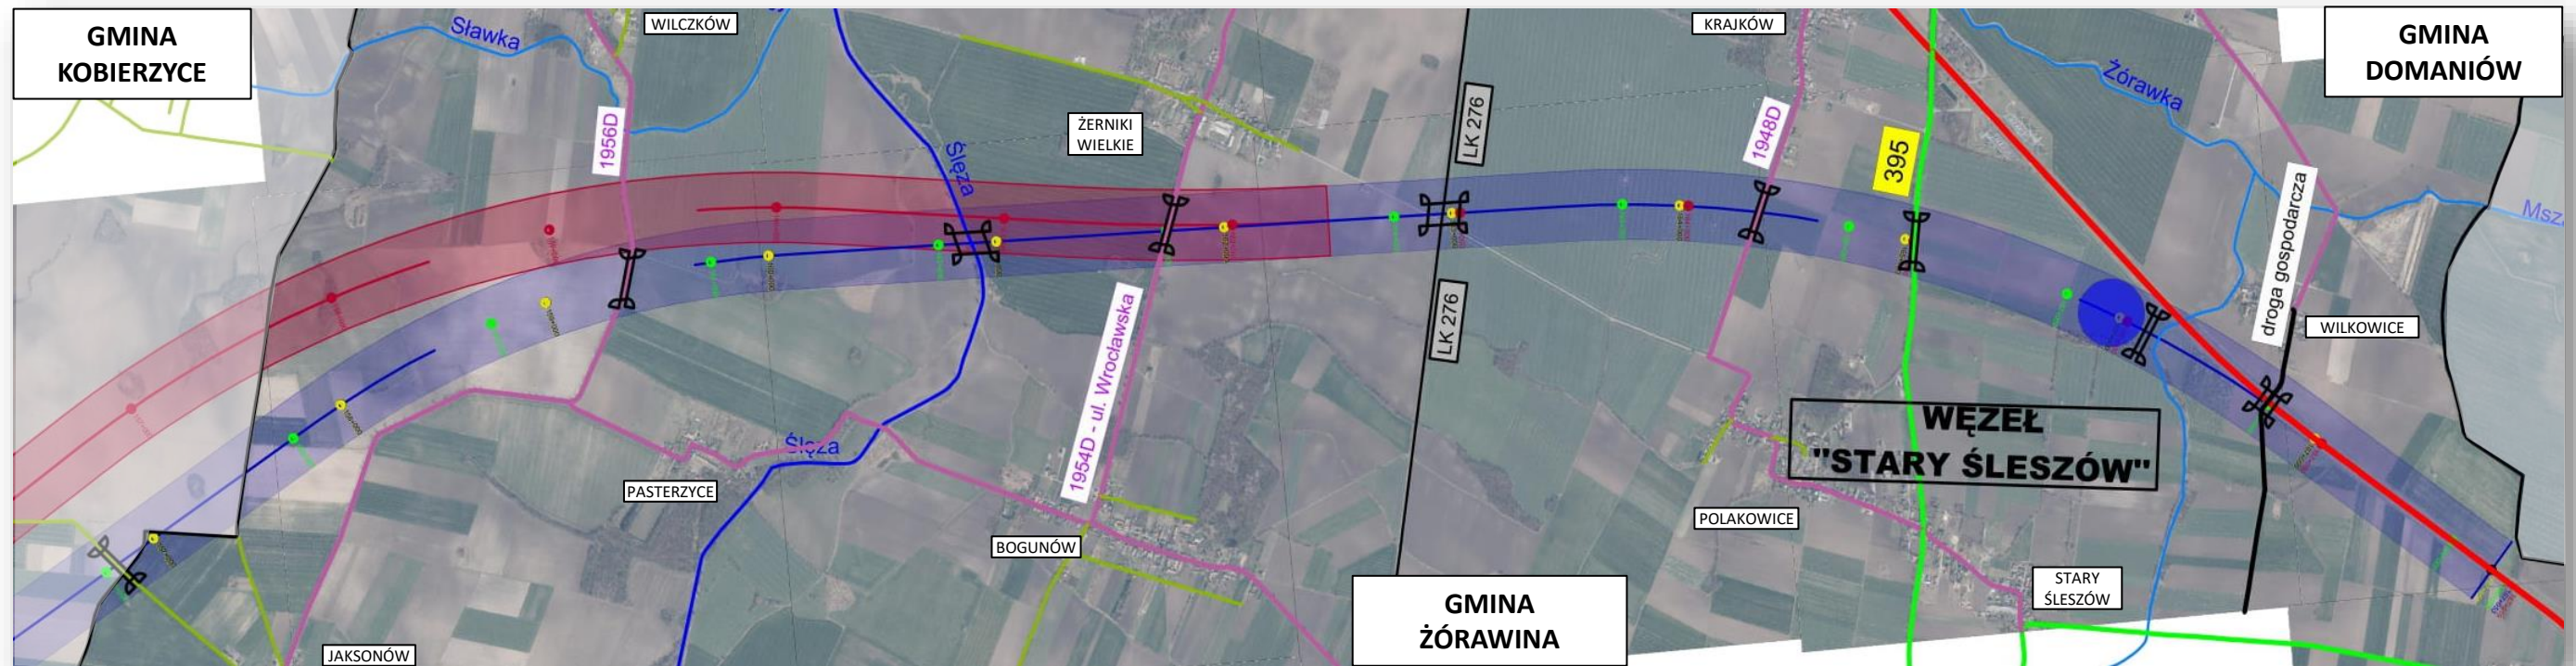 GMINA
KOBIERZYCE
Sławka
WILCZKÓW
1956D
ŻERNIKI
WIELKIE
Ślęza
LK 276
KRAJKÓW
1948D
395
Żórawka
GMINA
DOMANIÓW
droga gospodarcza
WILKOWICE
LK 276
1954D - ul. Wrocławska
WĘZEŁ
"STARY ŚLESZÓW"
Ślęza
PASTERZYCE
BOGUNÓW
POLAKOWICE
STARY
ŚLESZÓW
GMINA
ŻÓRAWINA
JAKSONÓW